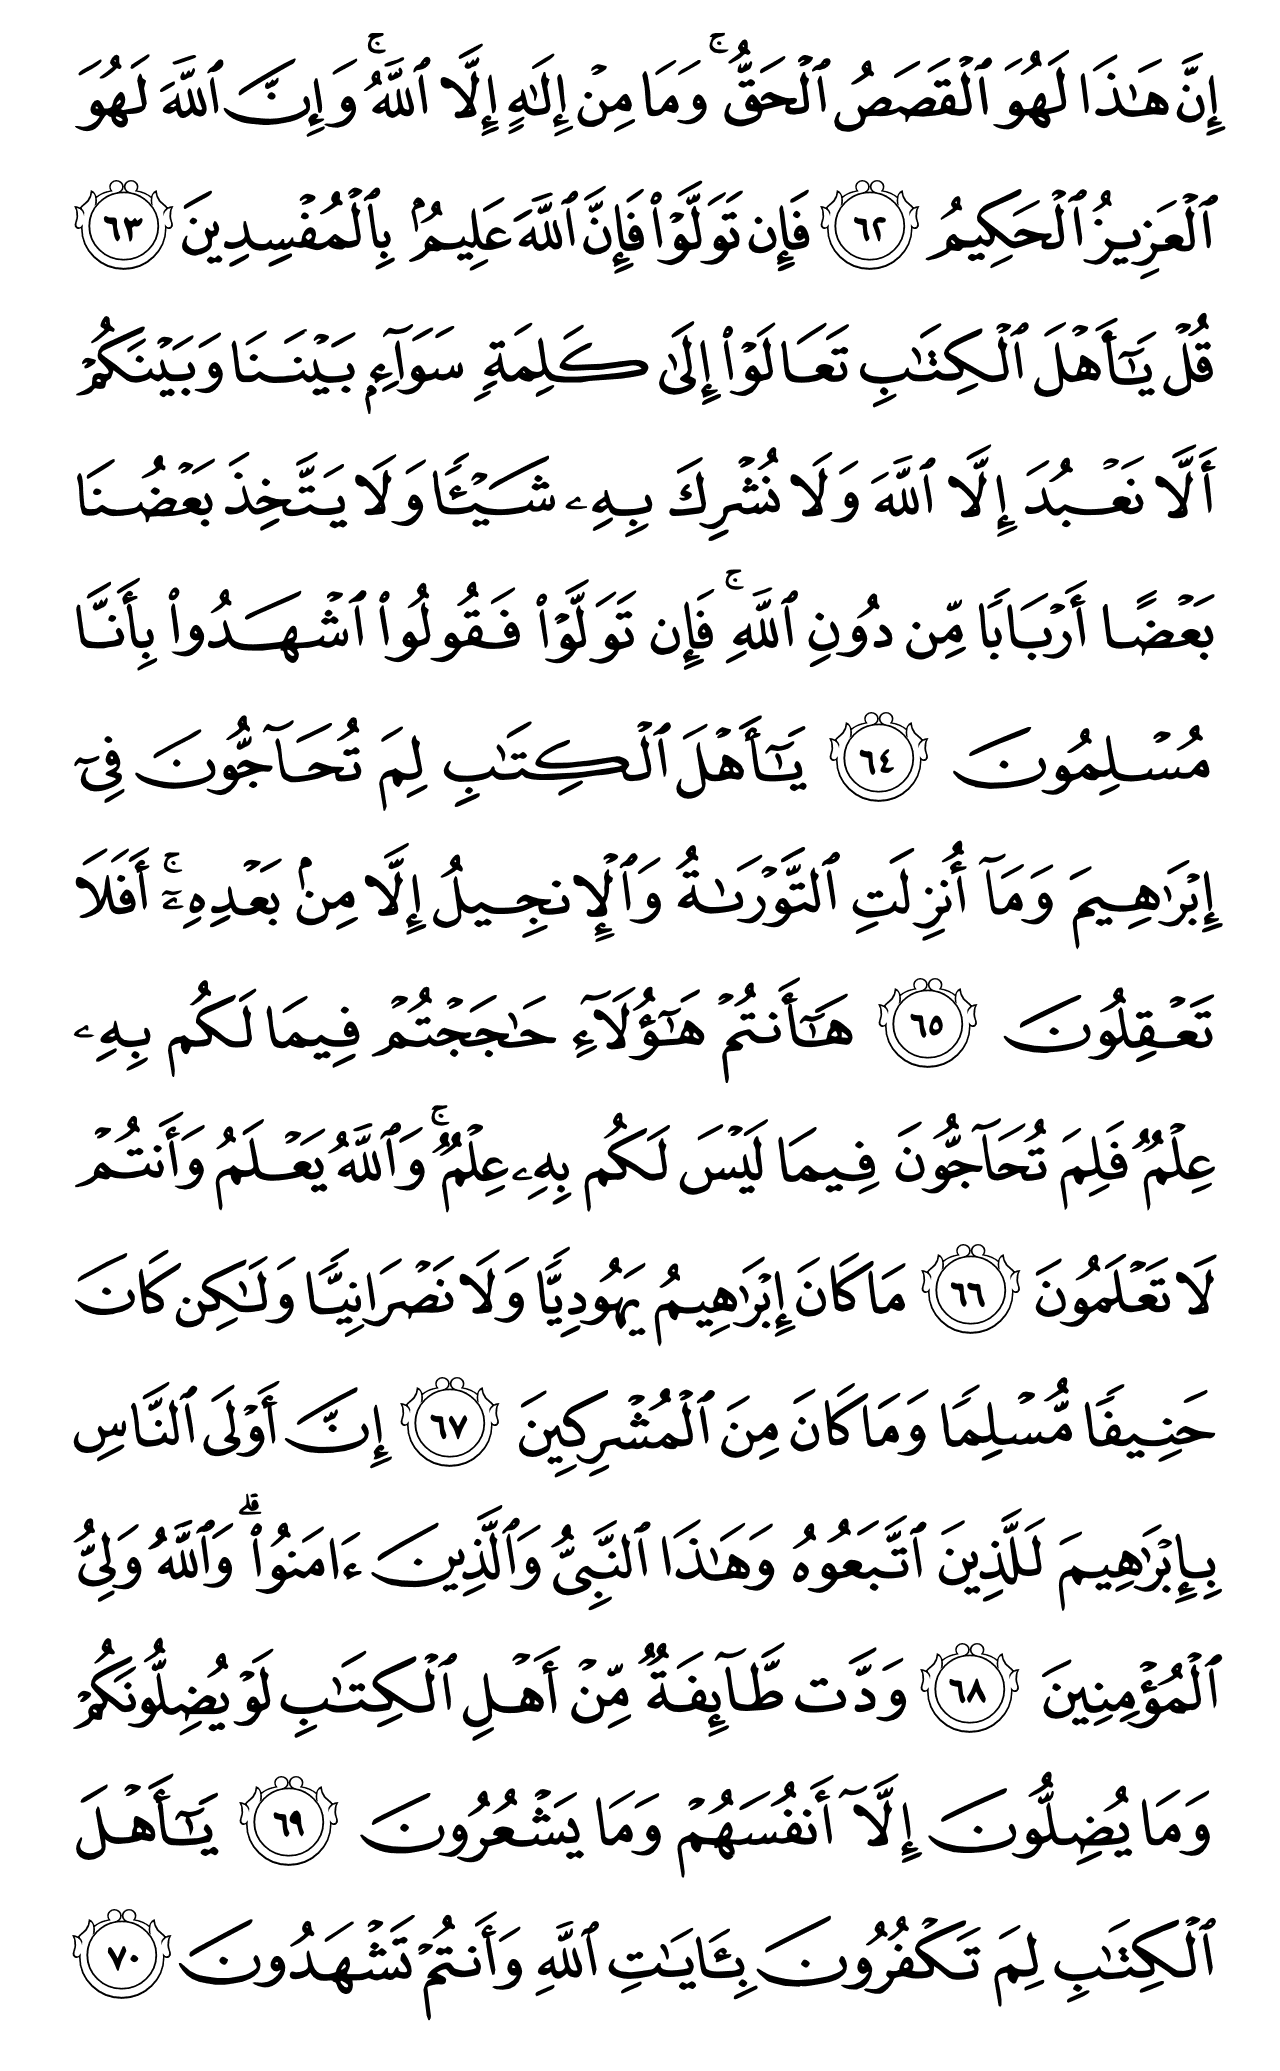 إِنَّ هَٰذَا لَهُوَ ٱلْقَصَصُ ٱلْحَقُّ ۚ وَمَا مِنْ إِلَٰهٍ إِلَّا ٱللَّهُ ۚ وَإِنَّ ٱللَّهَ لَهُوَ
ٱلْعَزِيزُ ٱلْحَكِيمُ ٦٢ فَإِن تَوَلَّوْا۟ فَإِنَّ ٱللَّهَ عَلِيمُۢ بِٱلْمُفْسِدِينَ ٦٣
قُلْ يَٰٓأَهْلَ ٱلْكِتَٰبِ تَعَالَوْا۟ إِلَىٰ كَلِمَةٍ سَوَآءٍۭ بَيْنَنَا وَبَيْنَكُمْ
أَلَّا نَعْبُدَ إِلَّا ٱللَّهَ وَلَا نُشْرِكَ بِهِۦ شَيْـًٔا وَلَا يَتَّخِذَ بَعْضُنَا
بَعْضًا أَرْبَابًا مِّن دُونِ ٱللَّهِ ۚ فَإِن تَوَلَّوْا۟ فَقُولُوا۟ ٱشْهَدُوا۟ بِأَنَّا
مُسْلِمُونَ ٦٤ يَٰٓأَهْلَ ٱلْكِتَٰبِ لِمَ تُحَآجُّونَ فِىٓ
إِبْرَٰهِيمَ وَمَآ أُنزِلَتِ ٱلتَّوْرَىٰةُ وَٱلْإِنجِيلُ إِلَّا مِنۢ بَعْدِهِۦٓ ۚ أَفَلَا
تَعْقِلُونَ ٦٥ هَٰٓأَنتُمْ هَٰٓؤُلَآءِ حَٰجَجْتُمْ فِيمَا لَكُم بِهِۦ
عِلْمٌ فَلِمَ تُحَآجُّونَ فِيمَا لَيْسَ لَكُم بِهِۦ عِلْمٌ ۚ وَٱللَّهُ يَعْلَمُ وَأَنتُمْ
لَا تَعْلَمُونَ ٦٦ مَا كَانَ إِبْرَٰهِيمُ يَهُودِيًّا وَلَا نَصْرَانِيًّا وَلَٰكِن كَانَ
حَنِيفًا مُّسْلِمًا وَمَا كَانَ مِنَ ٱلْمُشْرِكِينَ ٦٧ إِنَّ أَوْلَى ٱلنَّاسِ
بِإِبْرَٰهِيمَ لَلَّذِينَ ٱتَّبَعُوهُ وَهَٰذَا ٱلنَّبِىُّ وَٱلَّذِينَ ءَامَنُوا۟ ۗ وَٱللَّهُ وَلِىُّ
ٱلْمُؤْمِنِينَ ٦٨ وَدَّت طَّآئِفَةٌ مِّنْ أَهْلِ ٱلْكِتَٰبِ لَوْ يُضِلُّونَكُمْ
وَمَا يُضِلُّونَ إِلَّآ أَنفُسَهُمْ وَمَا يَشْعُرُونَ ٦٩ يَٰٓأَهْلَ
ٱلْكِتَٰبِ لِمَ تَكْفُرُونَ بِـَٔايَٰتِ ٱللَّهِ وَأَنتُمْ تَشْهَدُونَ ٧٠